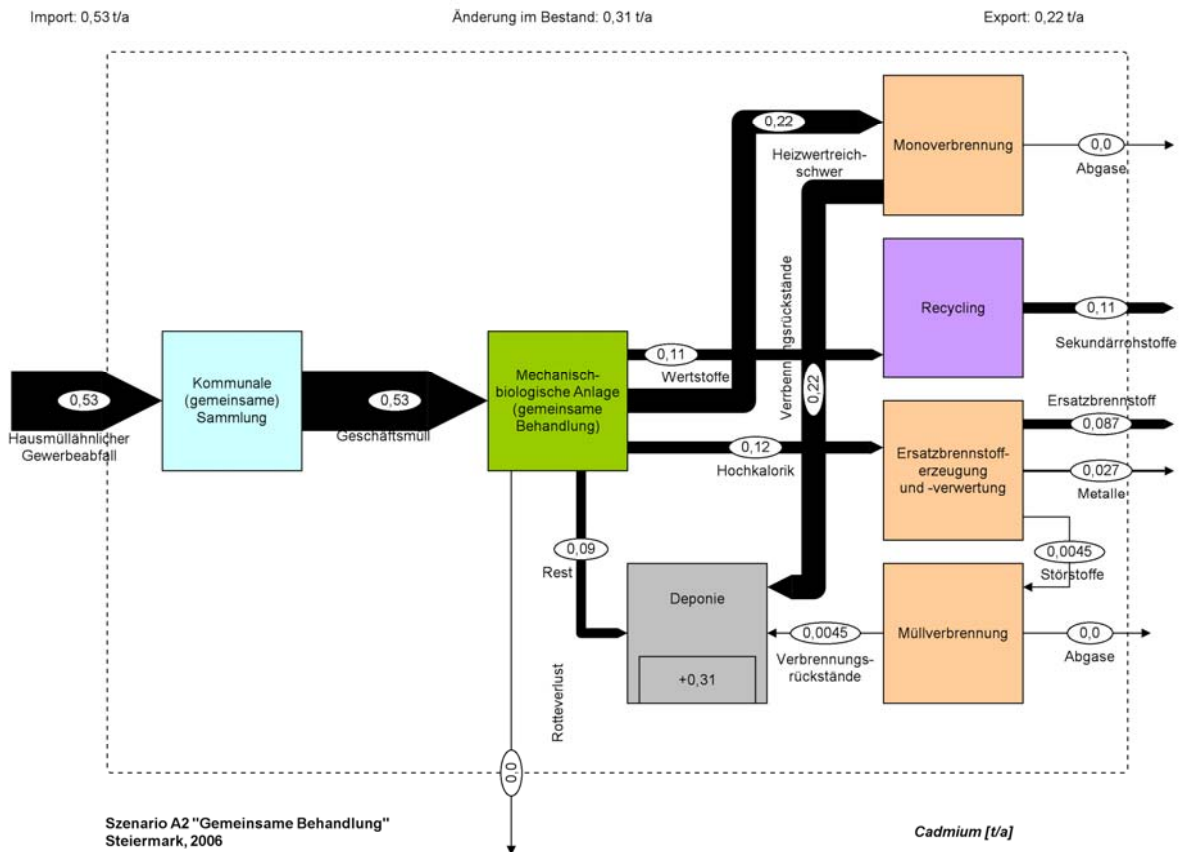 Import: 0,53 t/a
Änderung im Bestand: 0,31 t/a
Export: 0,22 t/a
0,22
Heizwertreich-
schwer
Monoverbrennung
0,0
Abgase
Verrbennungsrückstände
0,22
Recycling
0,11
Sekundärrohstoffe
0,53
Hausmüllähnlicher
Gewerbeabfall
Kommunale
(gemeinsame)
Sammlung
0,53
Geschäftsmüll
Mechanisch-
biologische Anlage
(gemeinsame
Behandlung)
0,11
Wertstoffe
0,12
Hochkalorik
Ersatzbrennstoff-
erzeugung
und -verwertung
Ersatzbrennstoff
0,087
0,027
Metalle
0,0045
Störstoffe
0,09
Rest
Deponie
+0,31
0,0045
Verbrennungs-
rückstände
Müllverbrennung
0,0
Abgase
Rotteverlust
0,0
Szenario A2 "Gemeinsame Behandlung"
Steiermark, 2006
Cadmium [t/a]